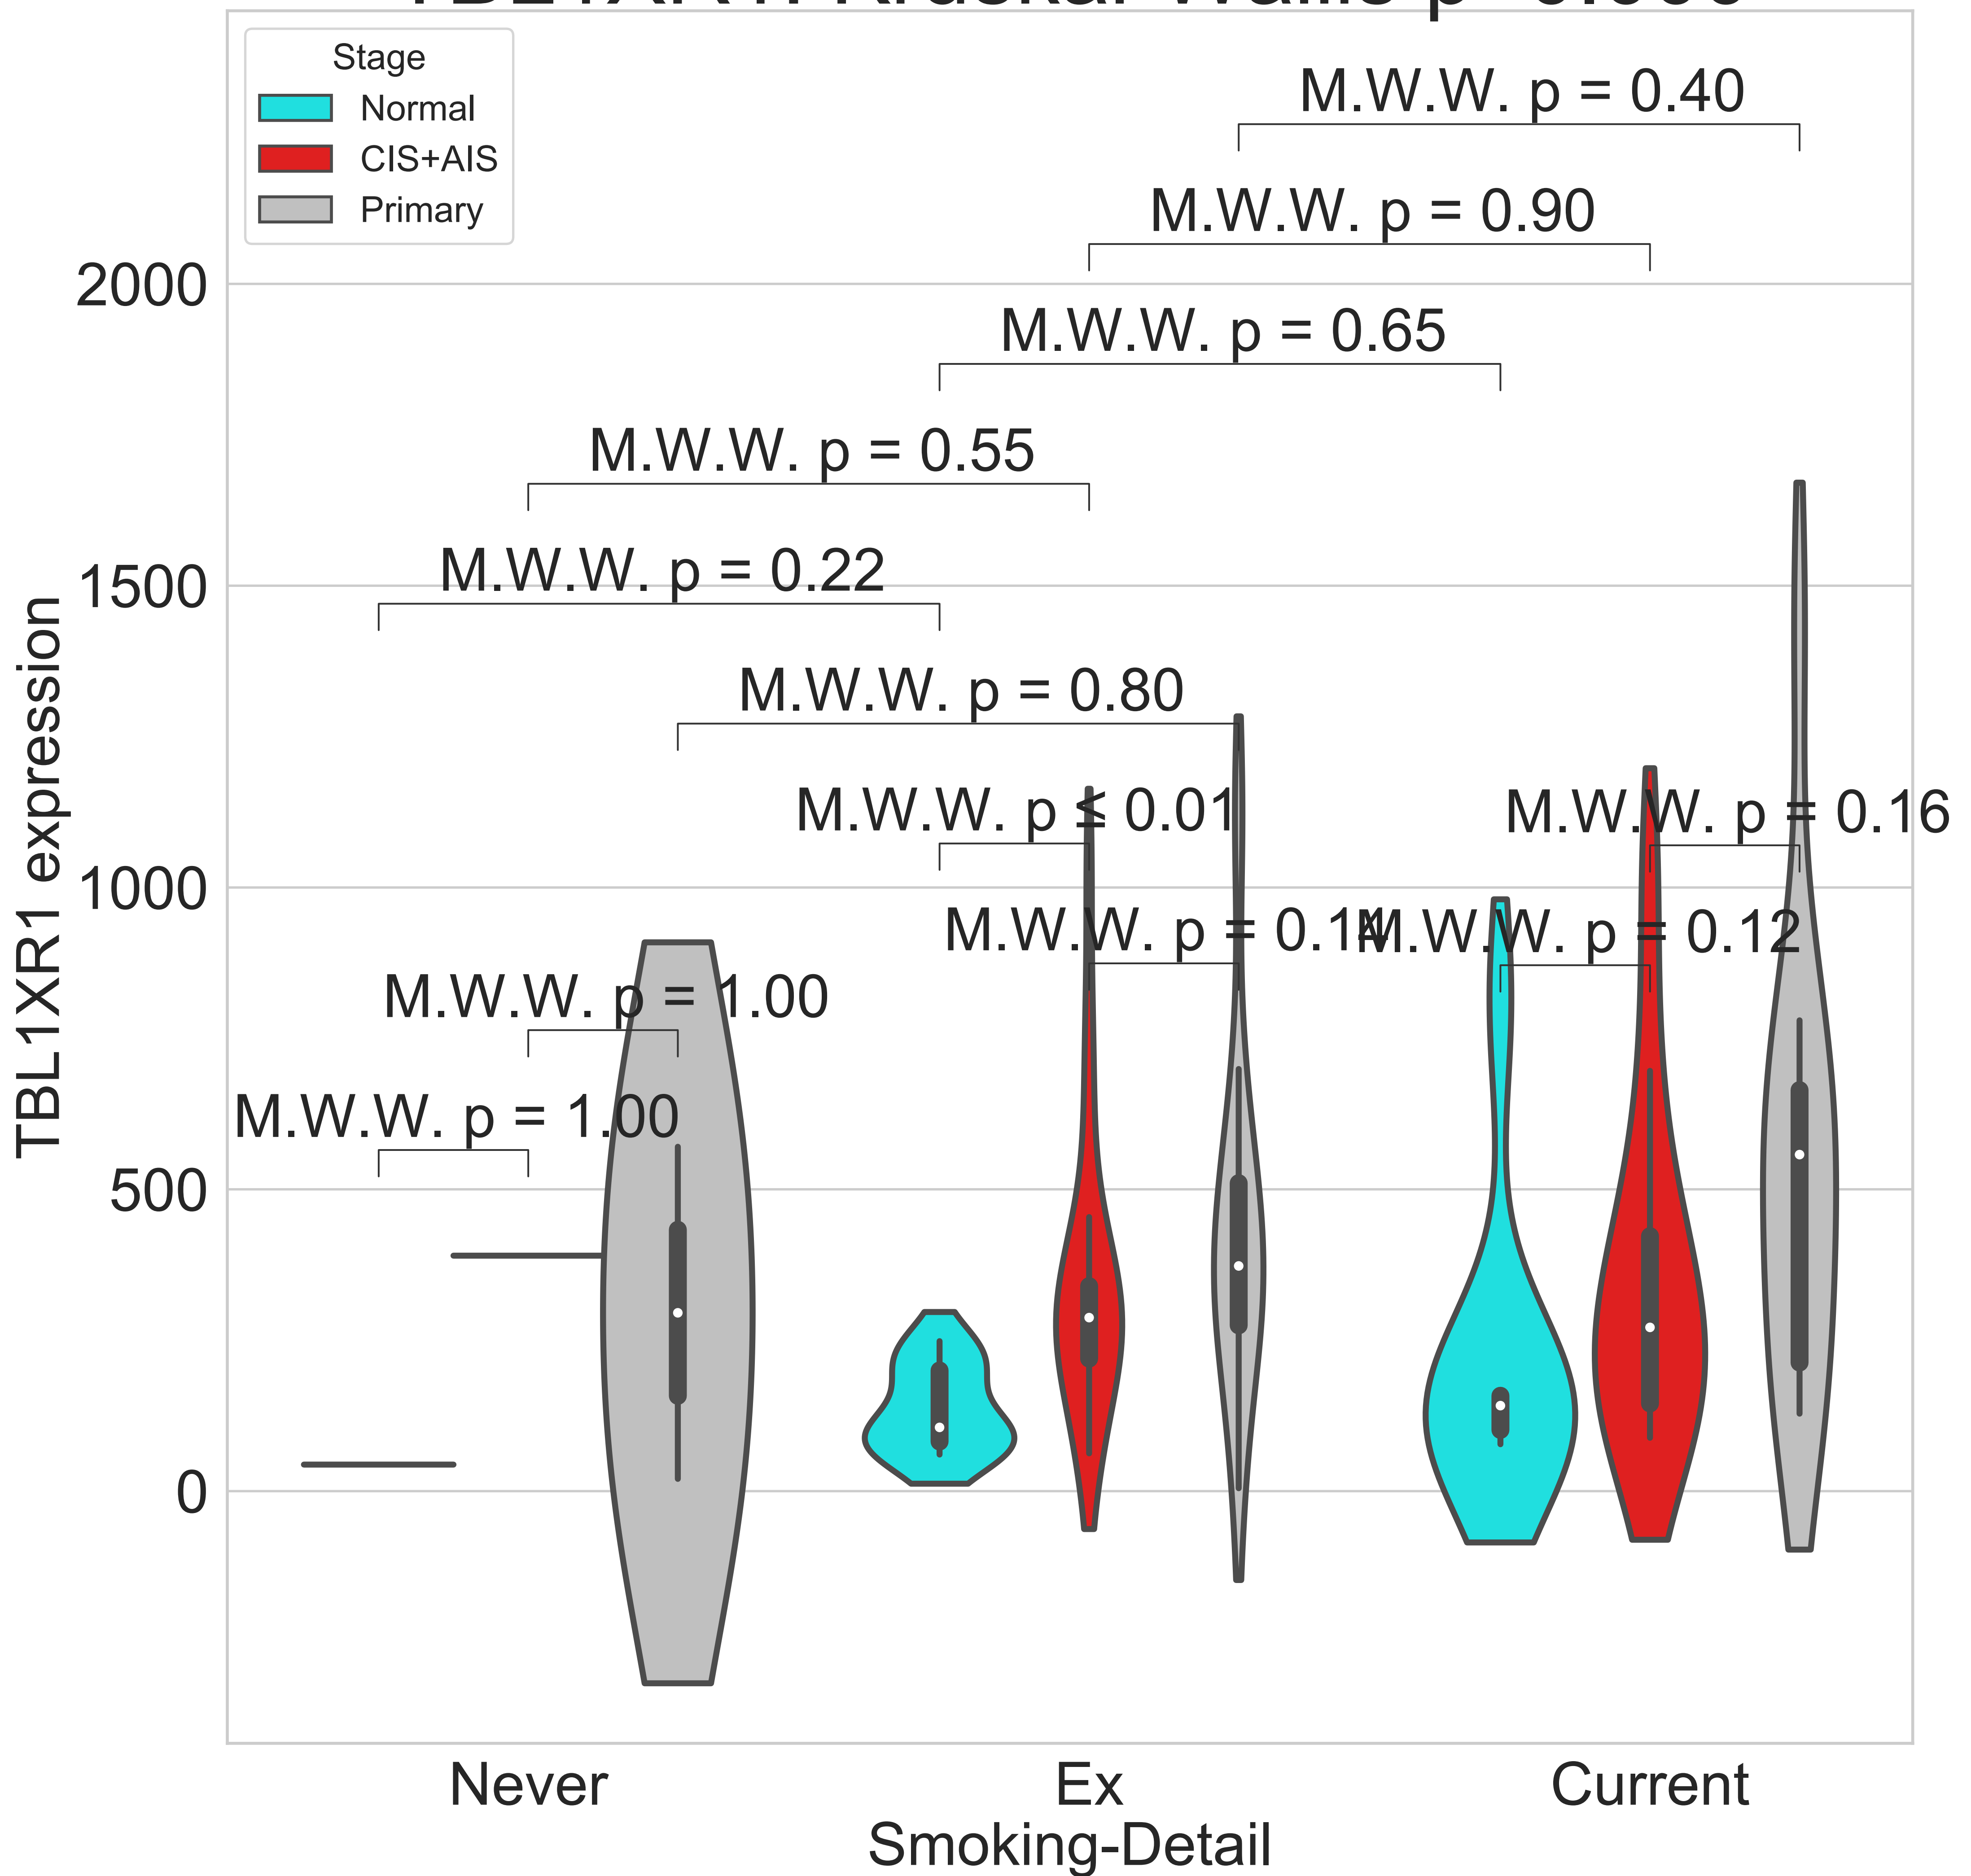 Stage
Normal
CIS+AIS
Primary
M.W.W. p = 0.40
M.W.W. p = 0.90
2000
M.W.W. p = 0.65
M.W.W. p = 0.55
1500
M.W.W. p = 0.22
M.W.W. p = 0.80
M.W.W. p ≤ 0.01
M.W.W. p = 0.16
1000
M.W.W. p = 0.14
M.W.W. p = 0.12
M.W.W. p = 1.00
M.W.W. p = 1.00
500
0
TBL1XR1 expression
Never
Ex
Current
Smoking-Detail